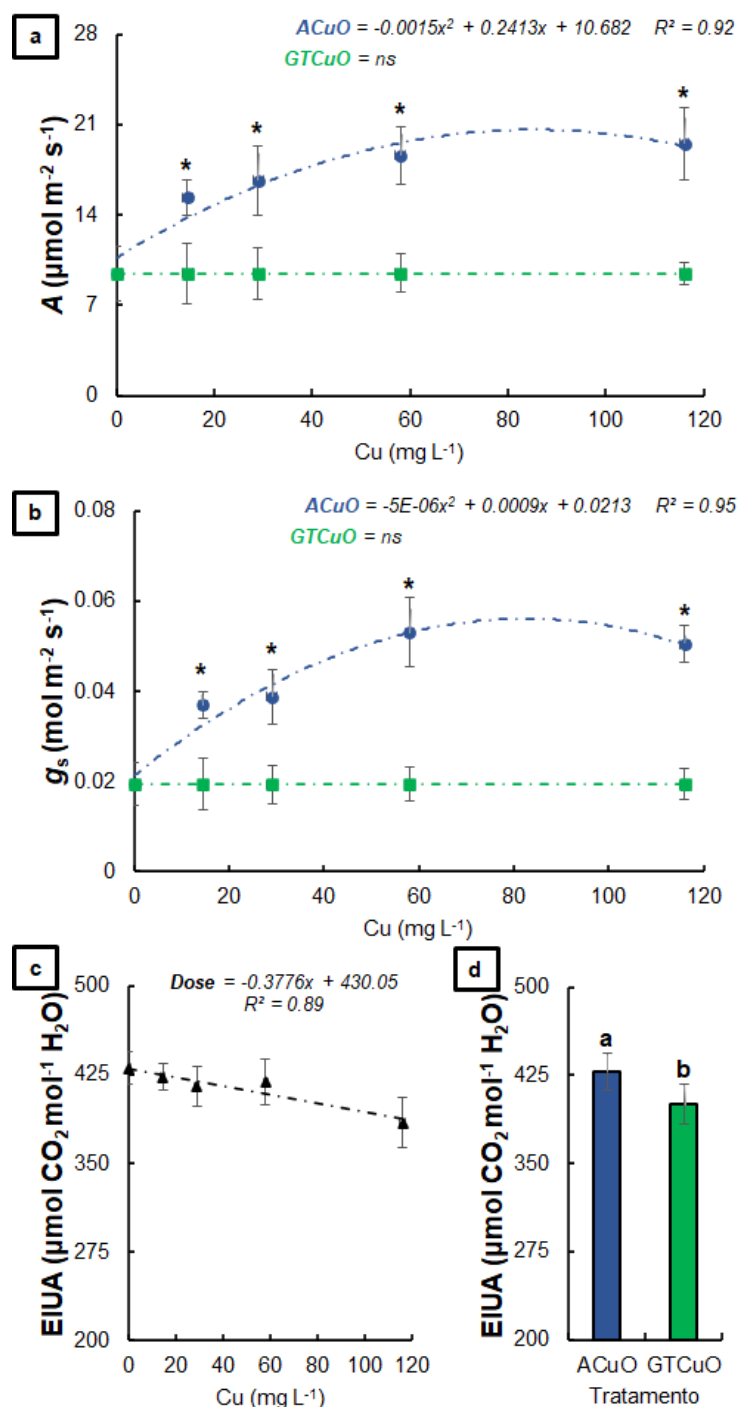 a
ACuO = -0.0015x² + 0.2413x + 10.682 R² = 0.92
GTCuO = ns
A (µmol m⁻² s⁻¹)
28
21
14
7
0
* * * *
0 20 40 60 80 100 120
Cu (mg L⁻¹)
b
ACuO = -5E-06x² + 0.0009x + 0.0213 R² = 0.95
GTCuO = ns
gs (mol m⁻² s⁻¹)
0.08
0.06
0.04
0.02
0
* * * *
0 20 40 60 80 100 120
Cu (mg L⁻¹)
c
Dose = -0.3776x + 430.05
R² = 0.89
EIUA (µmol CO₂ mol⁻¹ H₂O)
500
425
350
275
200
0 20 40 60 80 100 120
Cu (mg L⁻¹)
d
EIUA (µmol CO₂ mol⁻¹ H₂O)
500
425
350
275
200
a b
ACuO GTCuO
Tratamento